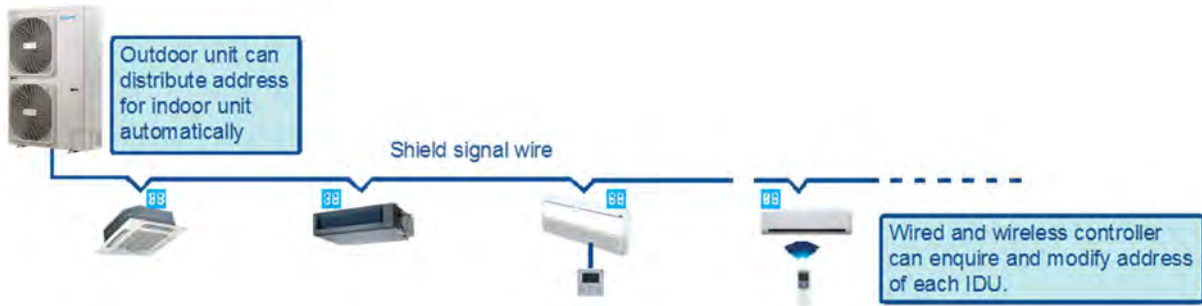 Outdoor unit can
distribute address
for indoor unit
automatically
Shield signal wire
Wired and wireless controller
can enquire and modify address
of each IDU.